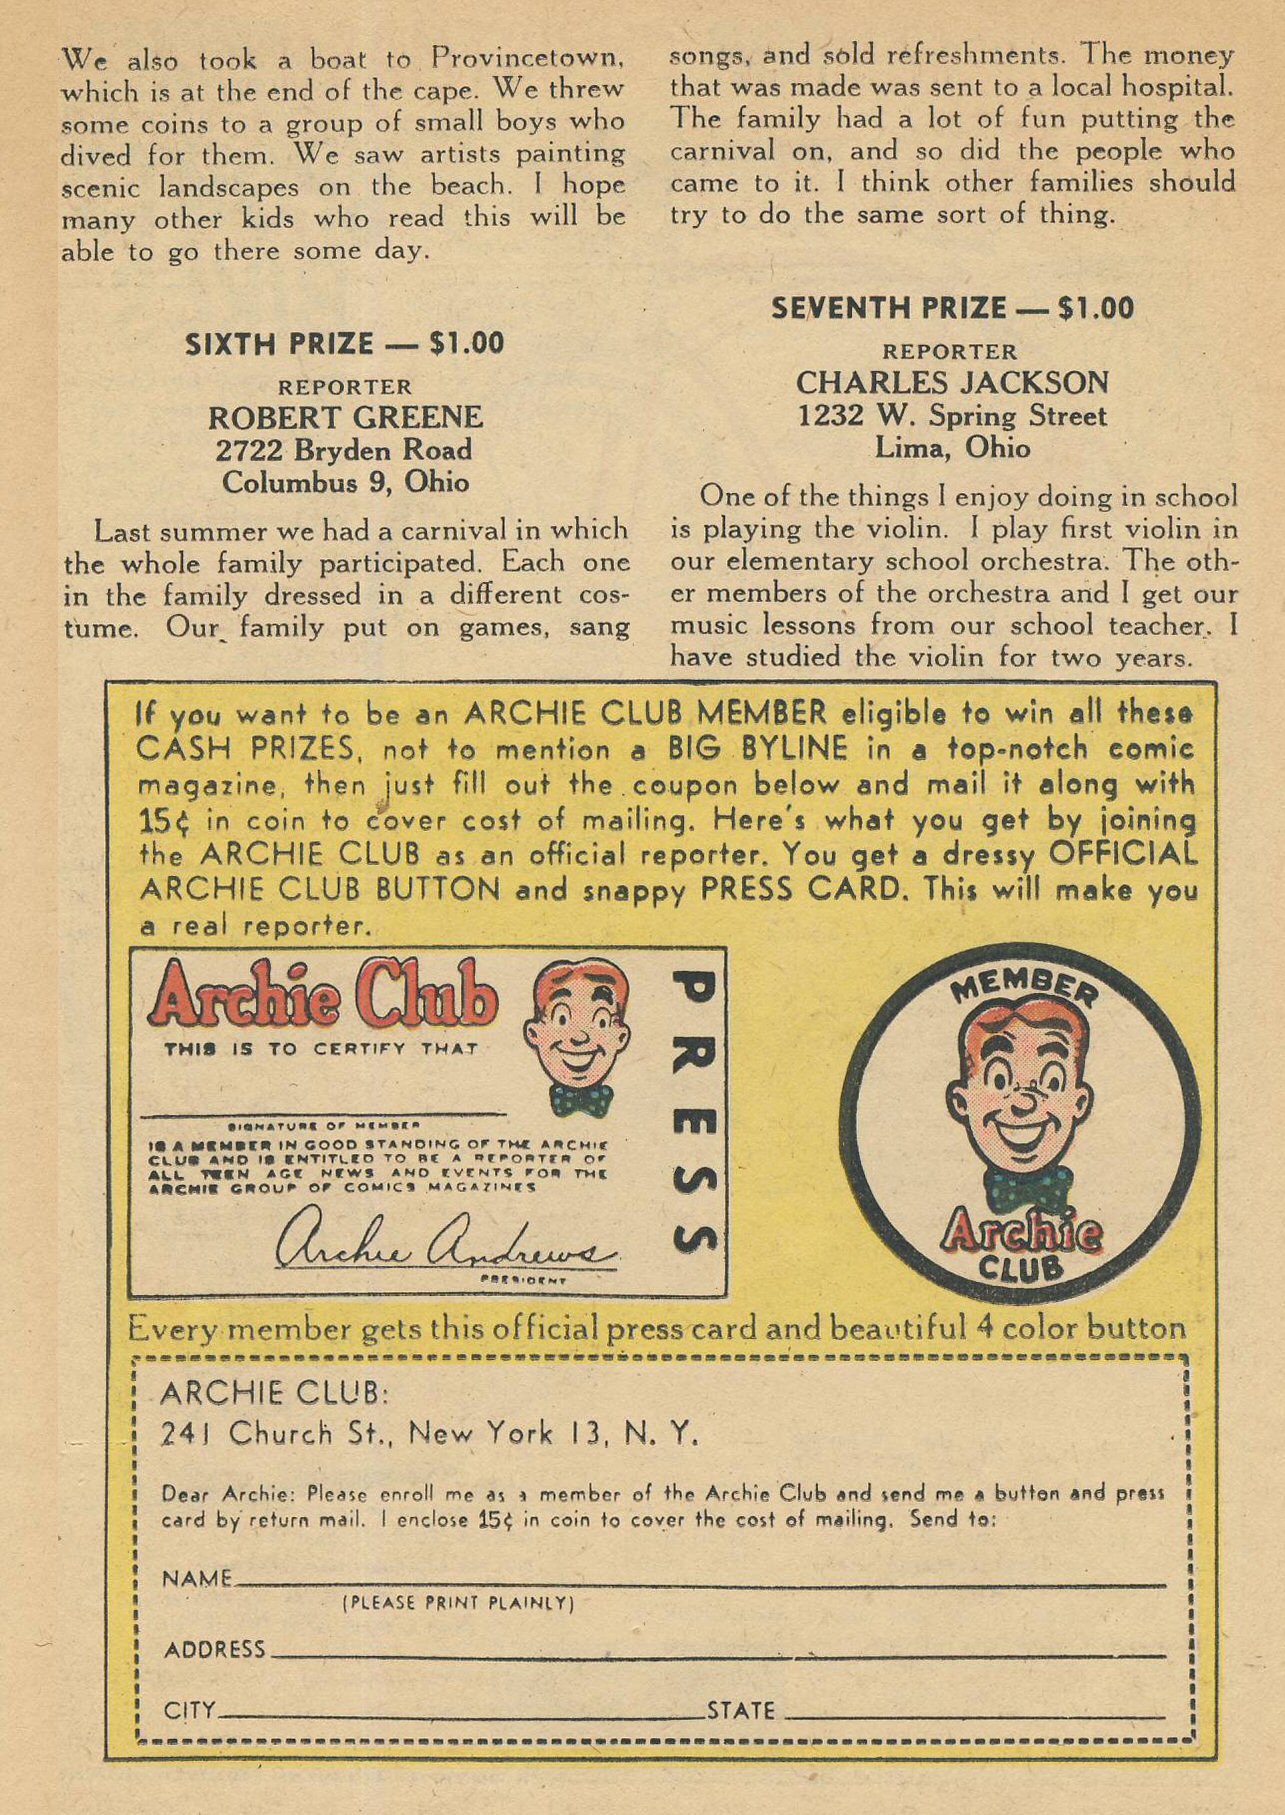 We also took a boat to Provincetown,
which is at the end of the cape. We threw
some coins to a group of small boys who
dived for them. We saw artists painting
scenic landscapes on the beach. I hope
many other kids who read this will be
able to go there some day.
SIXTH PRIZE — $1.00
REPORTER
ROBERT GREENE
2722 Bryden Road
Columbus 9, Ohio
Last summer we had a carnival in which
the whole family participated. Each one
in the family dressed in a different cos-
tume. Our family put on games, sang
songs, and sold refreshments. The money
that was made was sent to a local hospital.
The family had a lot of fun putting the
carnival on, and so did the people who
came to it. I think other families should
try to do the same sort of thing.
SEVENTH PRIZE — $1.00
REPORTER
CHARLES JACKSON
1232 W. Spring Street
Lima, Ohio
One of the things I enjoy doing in school
is playing the violin. I play first violin in
our elementary school orchestra. The oth-
er members of the orchestra and I get our
music lessons from our school teacher. I
have studied the violin for two years.
If you want to be an ARCHIE CLUB MEMBER eligible to win all these
CASH PRIZES, not to mention a BIG BYLINE in a top-notch comic
magazine, then just fill out the coupon below and mail it along with
15¢ in coin to cover cost of mailing. Here's what you get by joining
the ARCHIE CLUB as an official reporter. You get a dressy OFFICIAL
ARCHIE CLUB BUTTON and snappy PRESS CARD. This will make you
a real reporter.
Archie Club
THIS IS TO CERTIFY THAT
SIGNATURE OF MEMBER
IS A MEMBER IN GOOD STANDING OF THE ARCHIE
CLUB AND IS ENTITLED TO BE A REPORTER OF
ALL TEEN AGE NEWS AND EVENTS FOR THE
ARCHIE GROUP OF COMICS MAGAZINES
Archie Andrews
PRESIDENT
PRESS
MEMBER
Archie
CLUB
Every member gets this official press card and beautiful 4 color button
ARCHIE CLUB:
241 Church St., New York 13, N. Y.
Dear Archie: Please enroll me as a member of the Archie Club and send me a button and press
card by return mail. I enclose 15¢ in coin to cover the cost of mailing. Send to:
NAME
(PLEASE PRINT PLAINLY)
ADDRESS
CITY STATE